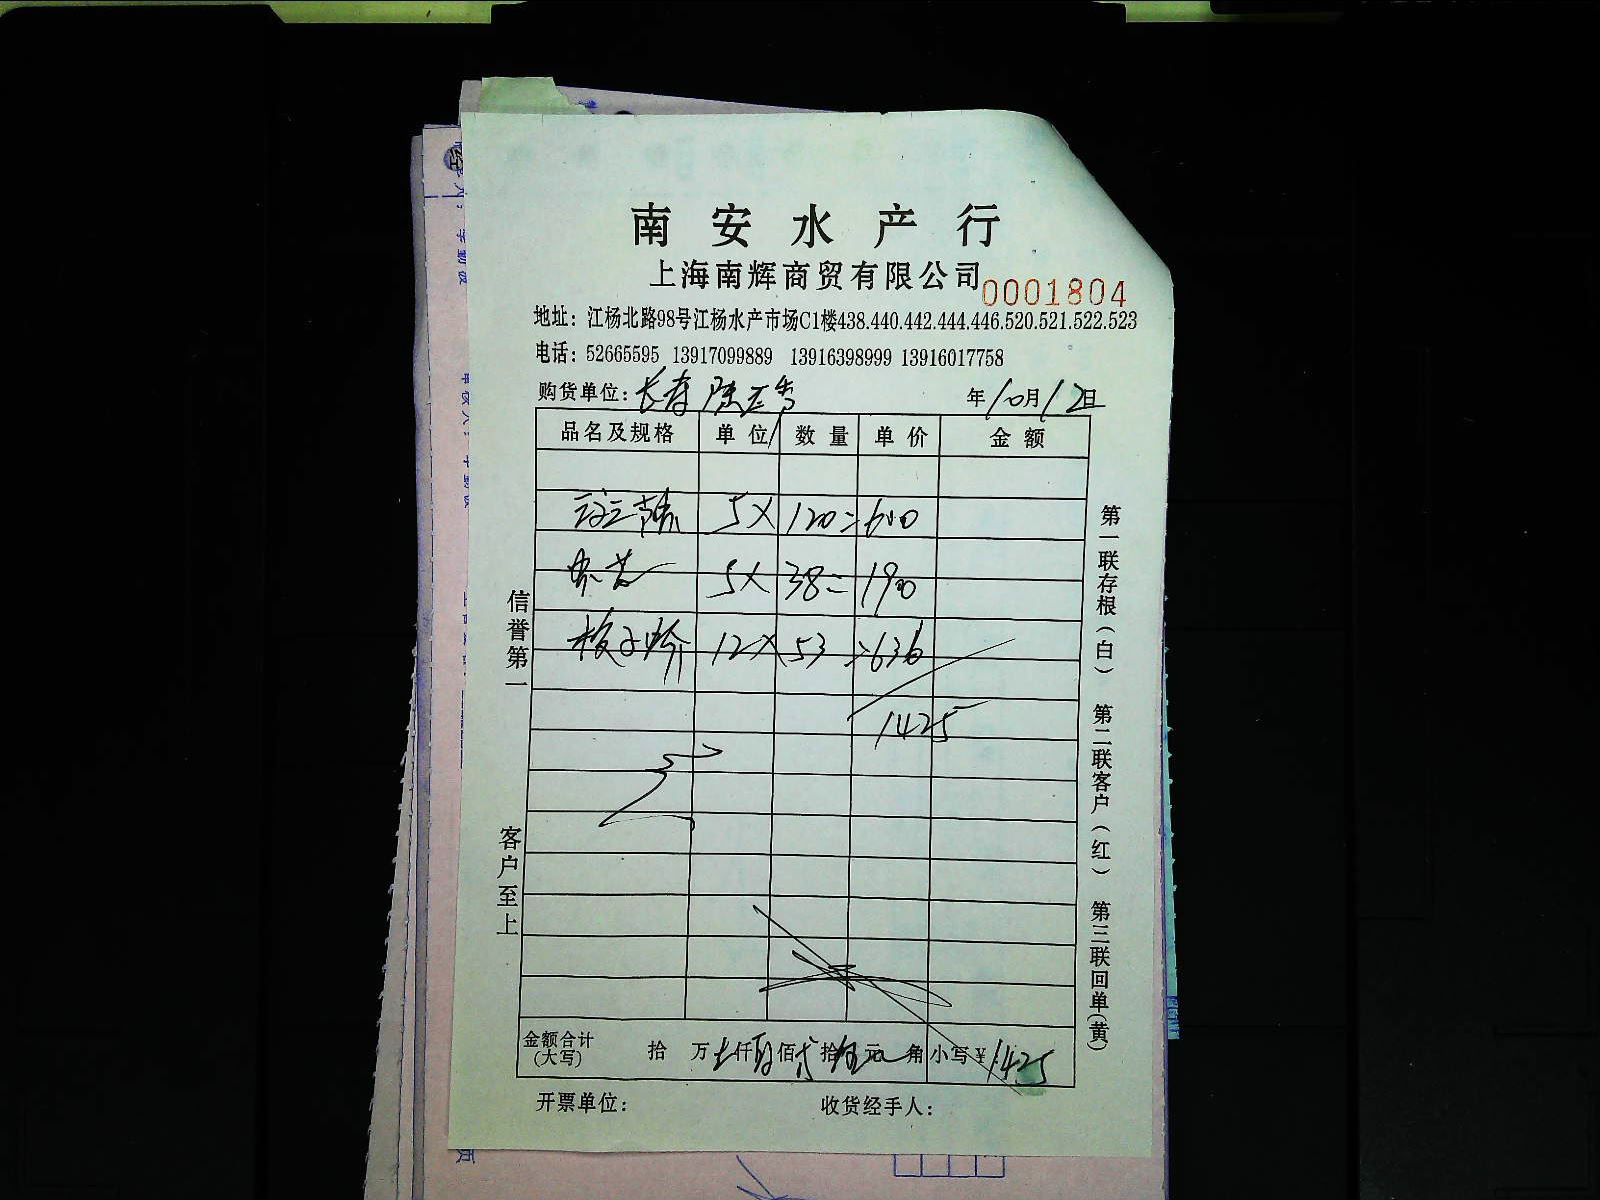 南安水产行
上海南辉商贸有限公司
0001804
地址：江杨北路98号江杨水产市场C1楼438.440.442.444.446.520.521.522.523
电话：52665595 13917099889 13916398999 13916017758
购货单位：长寿 陈 年10月12日
品名及规格 单位 数量 单价 金额
5× 120=600
5× 38=190
12× 53=636
1425
信誉第一
客户至上
第一联存根(白) 第二联客户(红) 第三联回单(黄)
金额合计(大写) 拾 万 仟 佰 拾 元 角 小写¥1425
开票单位： 收货经手人：